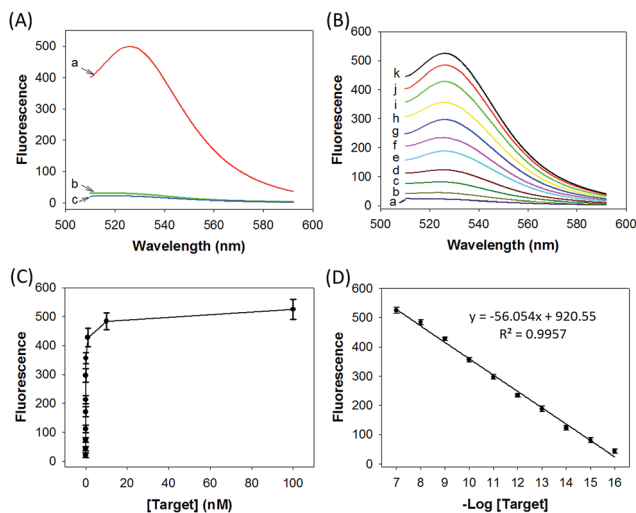 (A)
500
400
300
200
100
0
a
b
c
500
520
540
560
580
600
Fluorescence
Wavelength (nm)
(B)
600
500
400
300
200
100
0
k
j
i
h
g
f
e
d
c
b
a
500
520
540
560
580
600
Fluorescence
Wavelength (nm)
(C)
600
500
400
300
200
100
0
0
20
40
60
80
100
Fluorescence
[Target] (nM)
(D)
600
500
400
300
200
100
0
y = -56.054x + 920.55
R² = 0.9957
7 8 9 10 11 12 13 14 15 16
Fluorescence
-Log [Target]